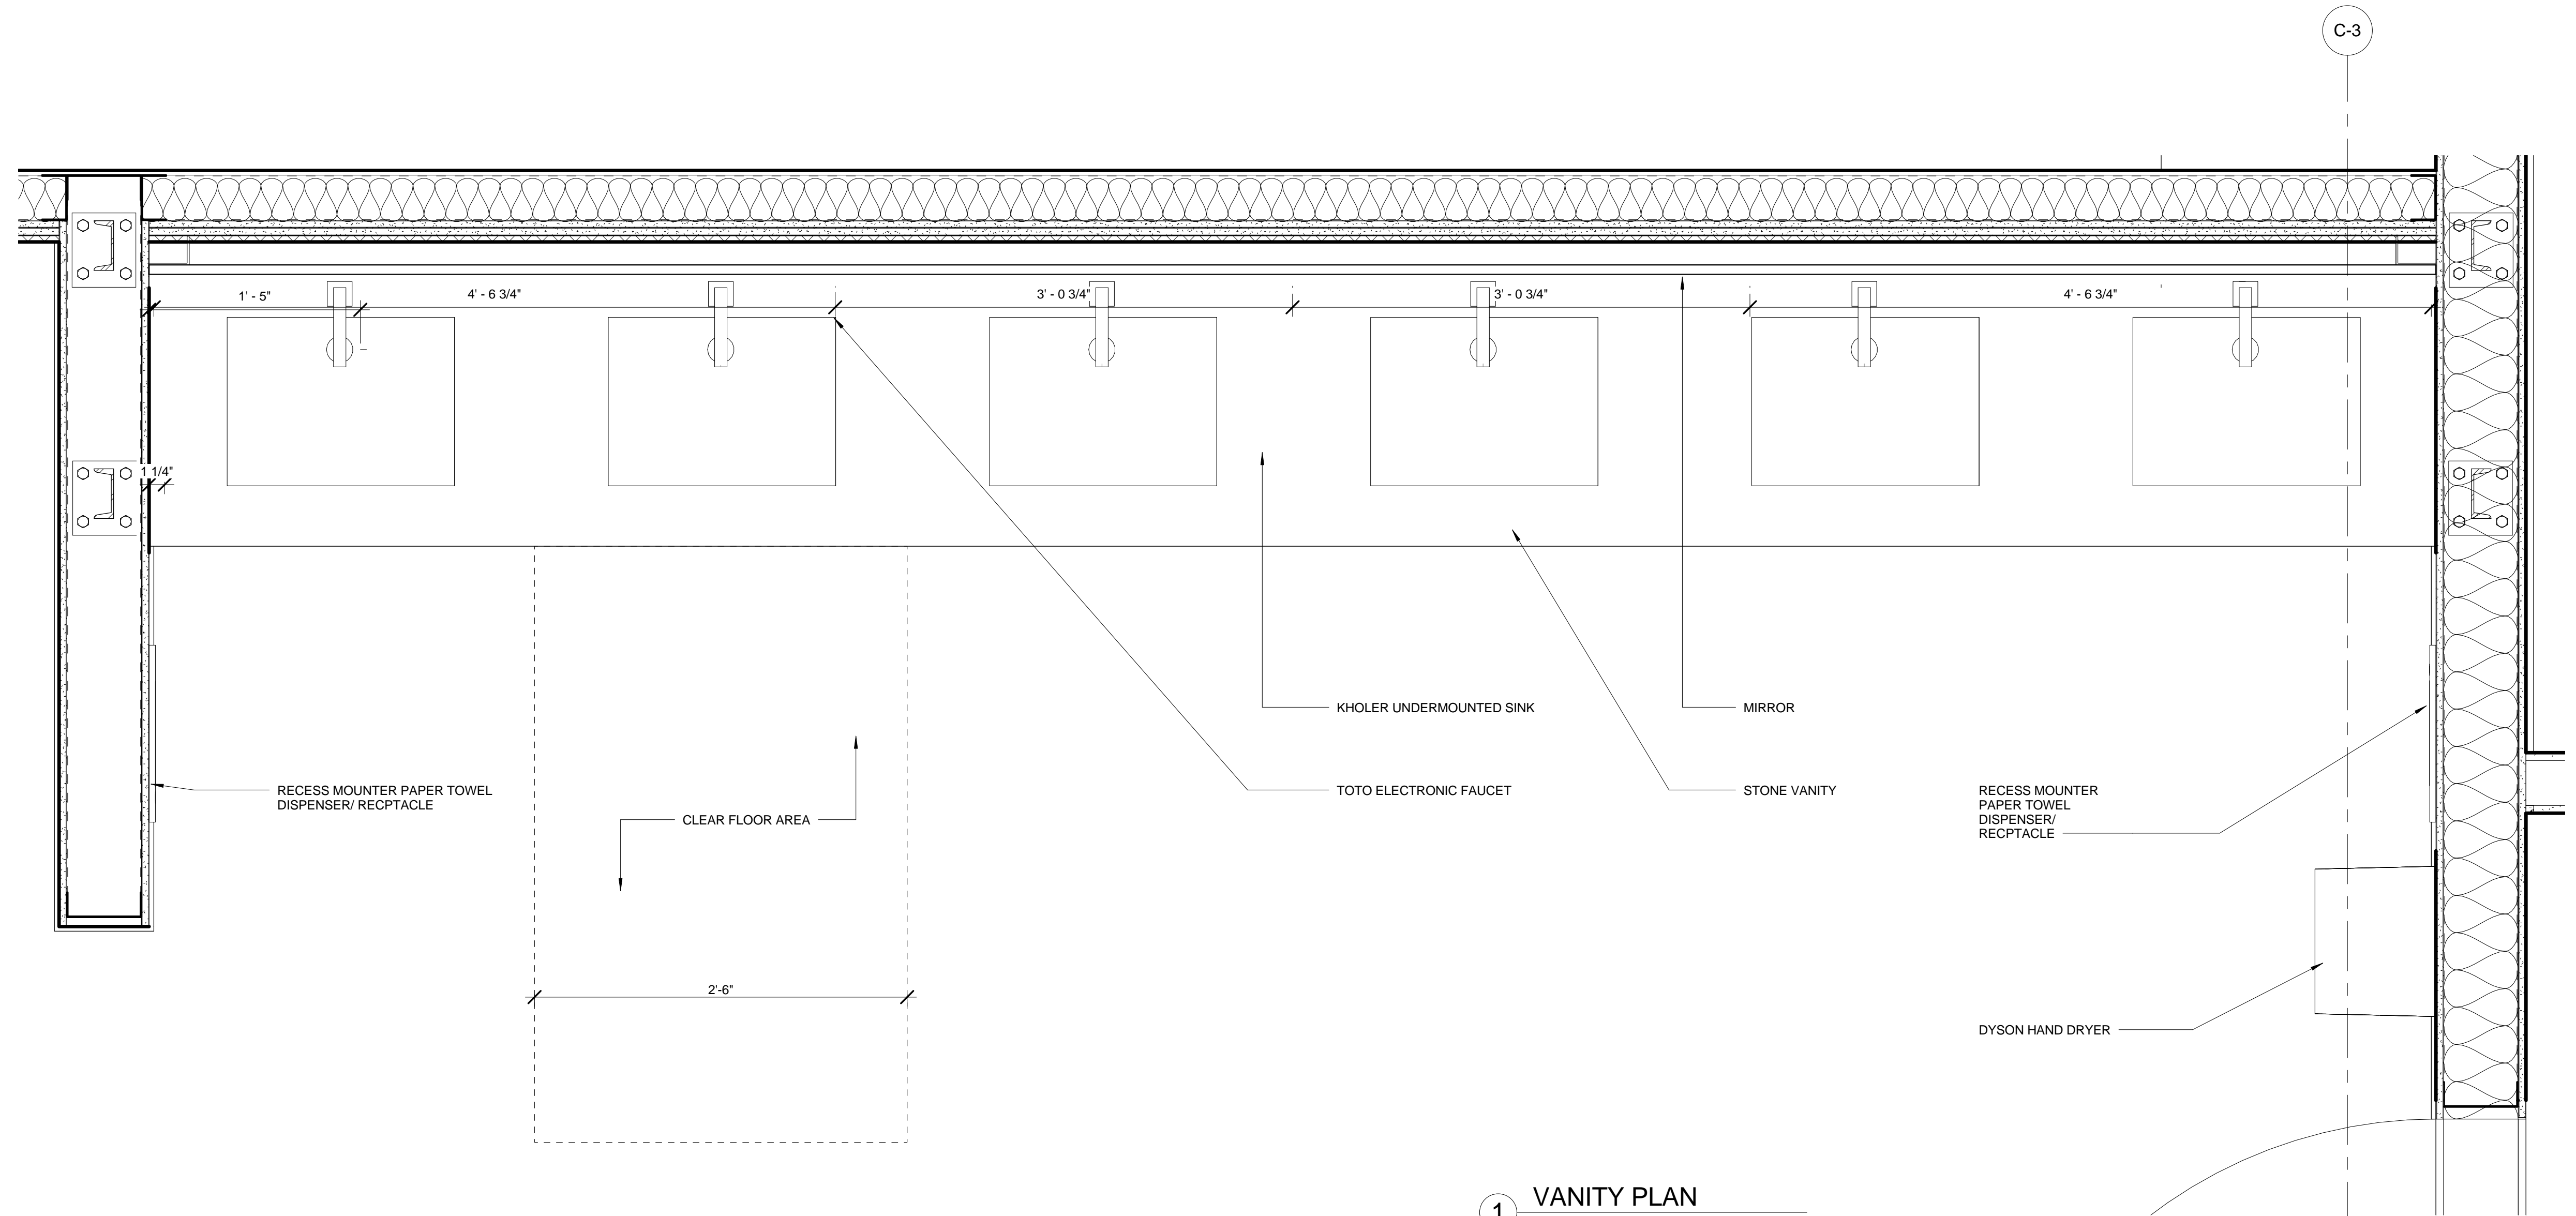 C-3
1' - 5"
4' - 6 3/4"
3' - 0 3/4"
3' - 0 3/4"
4' - 6 3/4"
1 1/4"
KHOLER UNDERMOUNTED SINK
MIRROR
RECESS MOUNTER PAPER TOWEL
DISPENSER/ RECPTACLE
CLEAR FLOOR AREA
TOTO ELECTRONIC FAUCET
STONE VANITY
RECESS MOUNTER
PAPER TOWEL
DISPENSER/
RECPTACLE
2'-6"
DYSON HAND DRYER
1
VANITY PLAN